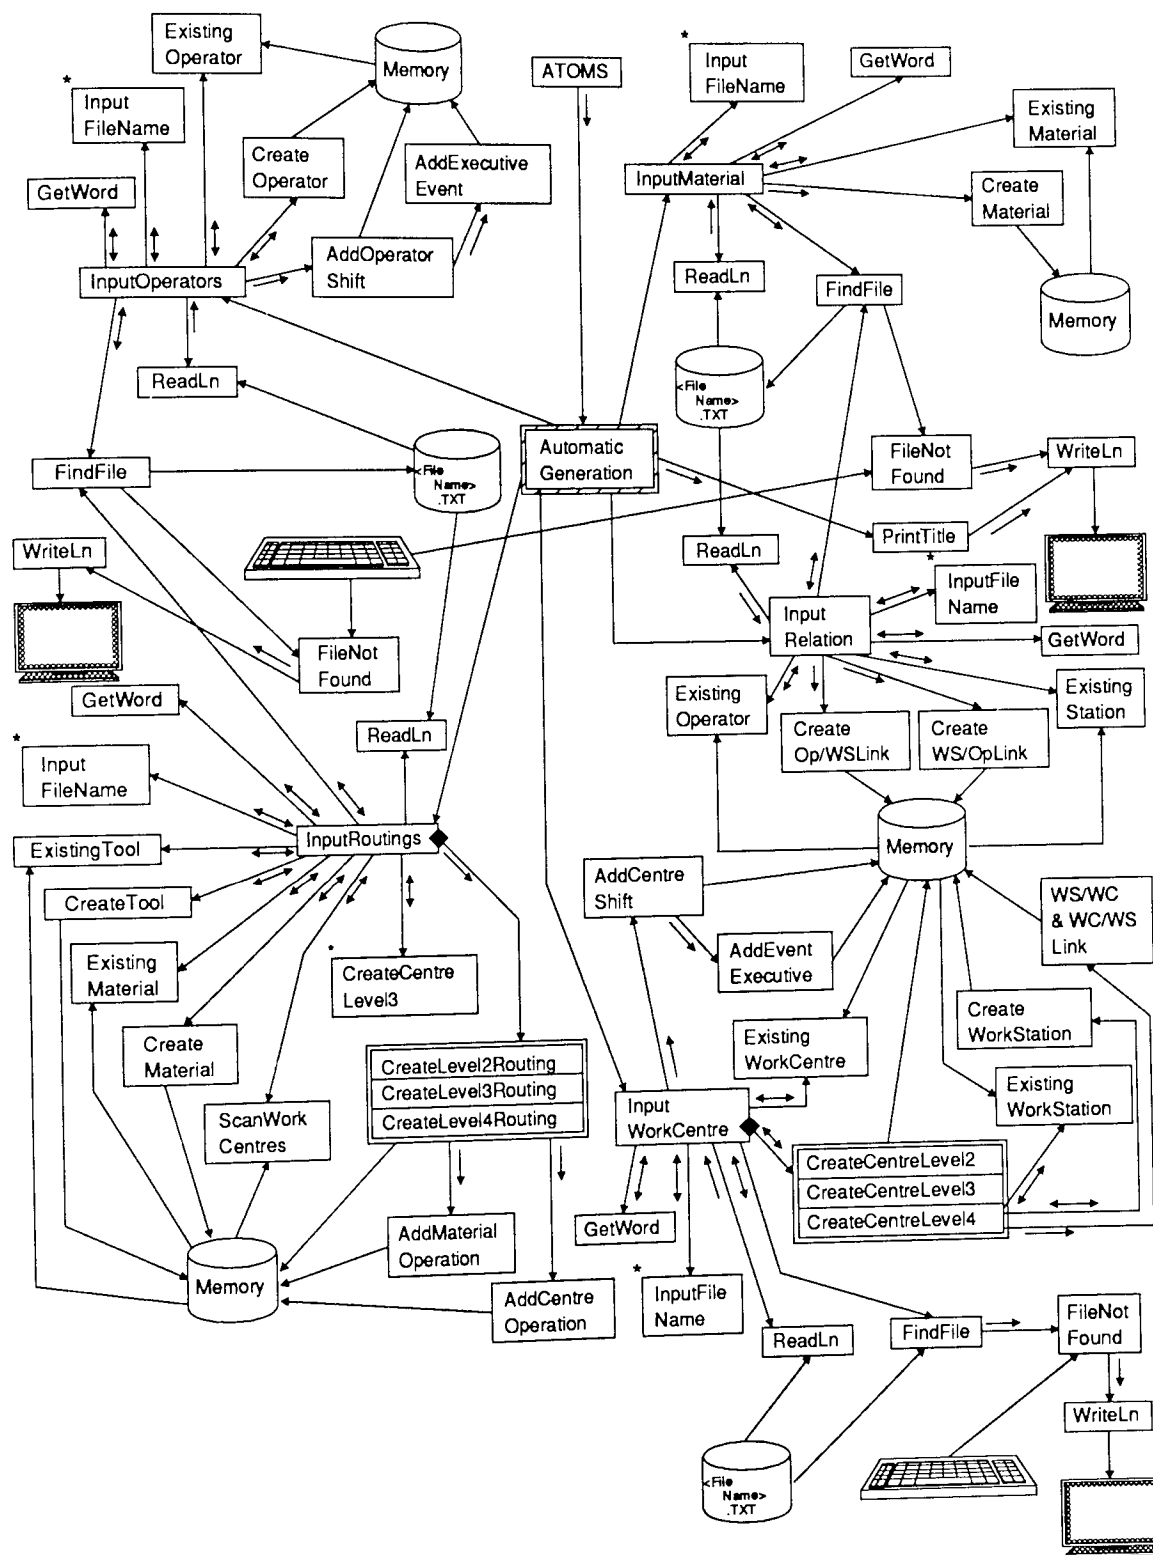 Existing
Operator
Memory
ATOMS
*
Input
FileName
GetWord
*
Input
FileName
Existing
Material
Create
Operator
AddExecutive
Event
GetWord
InputMaterial
Create
Material
AddOperator
Shift
InputOperators
ReadLn
FindFile
Memory
ReadLn
<File
Name>
.TXT
Automatic
Generation
FileNot
Found
WriteLn
FindFile
<File
Name>
.TXT
PrintTitle
WriteLn
ReadLn
*
InputFile
Name
Input
Relation
GetWord
FileNot
Found
GetWord
Existing
Operator
Existing
Station
ReadLn
Create
Op/WSLink
Create
WS/OpLink
*
Input
FileName
InputRoutings
Memory
ExistingTool
AddCentre
Shift
WS/WC
& WC/WS
Link
CreateTool
*
CreateCentre
Level3
AddEvent
Executive
Existing
Material
Create
WorkStation
Create
Material
Existing
WorkCentre
CreateLevel2Routing
CreateLevel3Routing
CreateLevel4Routing
Existing
WorkStation
ScanWork
Centres
Input
WorkCentre
CreateCentreLevel2
CreateCentreLevel3
CreateCentreLevel4
GetWord
AddMaterial
Operation
Memory
*
InputFile
Name
AddCentre
Operation
ReadLn
FindFile
FileNot
Found
WriteLn
<File
Name>
.TXT